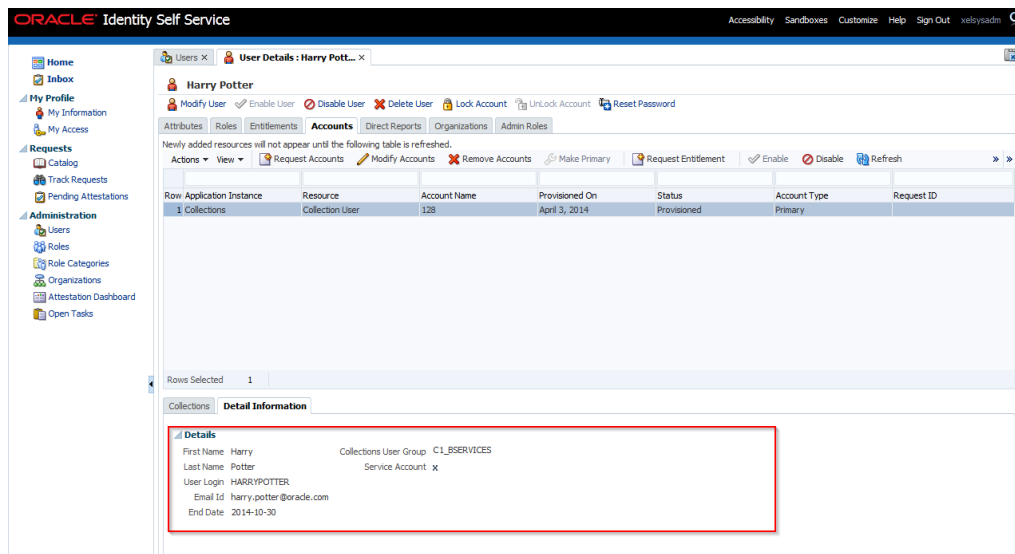 ORACLE® Identity Self Service
Accessibility Sandboxes Customize Help Sign Out xelsysadm
Home
Inbox
My Profile
My Information
My Access
Requests
Catalog
Track Requests
Pending Attestations
Administration
Users
Roles
Role Categories
Organizations
Attestation Dashboard
Open Tasks
Users User Details : Harry Pott...
Harry Potter
Modify User Enable User Disable User Delete User Lock Account UnLock Account Reset Password
Attributes Roles Entitlements Accounts Direct Reports Organizations Admin Roles
Newly added resources will not appear until the following table is refreshed.
Actions View Request Accounts Modify Accounts Remove Accounts Make Primary Request Entitlement Enable Disable Refresh » »
Row Application Instance Resource Account Name Provisioned On Status Account Type Request ID
1 Collections Collection User 128 April 3, 2014 Provisioned Primary
Rows Selected 1
Collections Detail Information
Details
First Name Harry Collections User Group C1_BSERVICES
Last Name Potter Service Account x
User Login HARRYPOTTER
Email Id harry.potter@oracle.com
End Date 2014-10-30